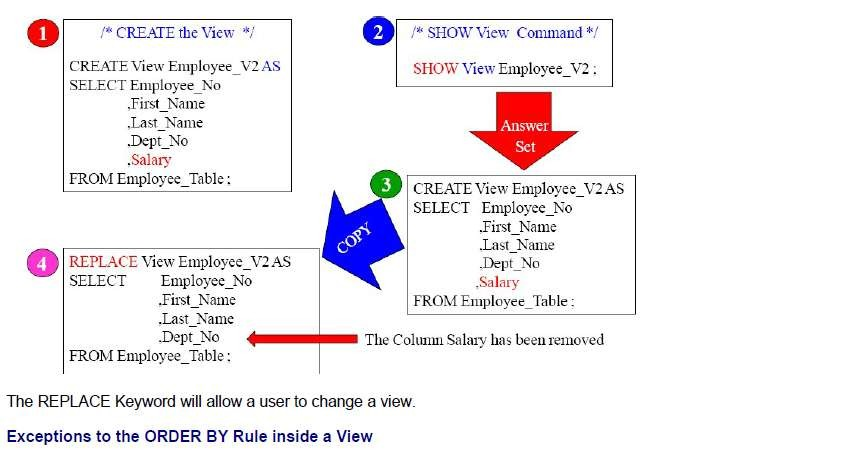 1
/* CREATE the View */
CREATE View Employee_V2 AS
SELECT Employee_No
,First_Name
,Last_Name
,Dept_No
,Salary
FROM Employee_Table ;
2
/* SHOW View Command */
SHOW View Employee_V2 ;
Answer
Set
3
CREATE View Employee_V2 AS
SELECT Employee_No
,First_Name
,Last_Name
,Dept_No
,Salary
FROM Employee_Table ;
COPY
4
REPLACE View Employee_V2 AS
SELECT Employee_No
,First_Name
,Last_Name
,Dept_No
FROM Employee_Table ;
The Column Salary has been removed
The REPLACE Keyword will allow a user to change a view.
Exceptions to the ORDER BY Rule inside a View